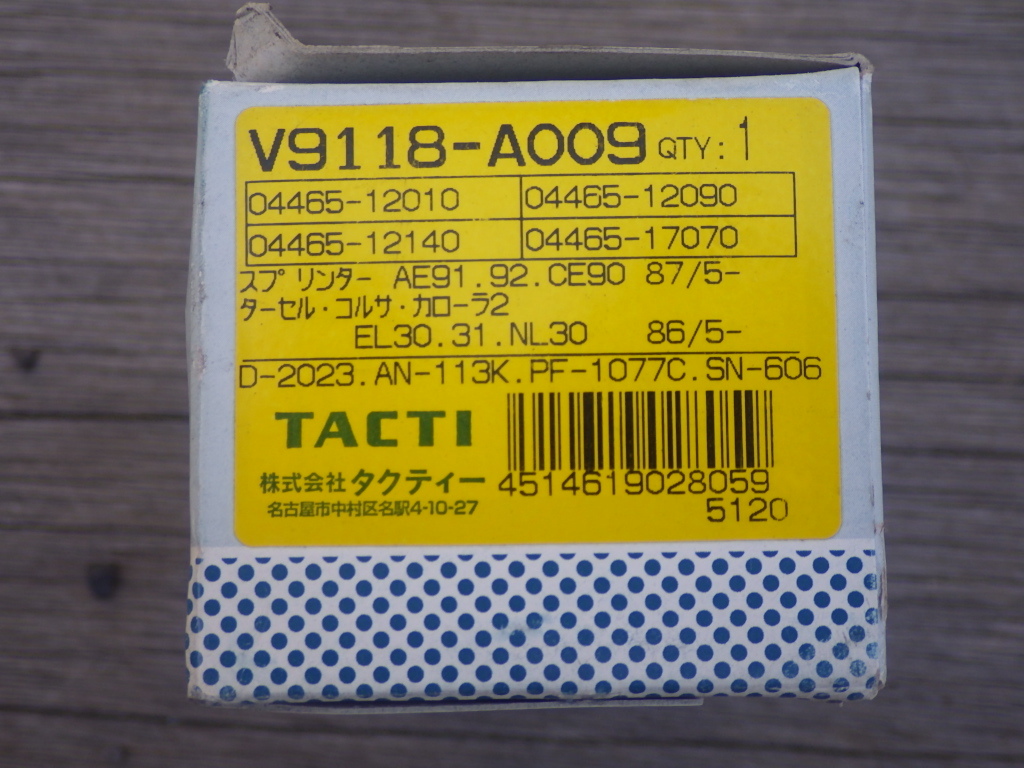 V9118-A009 QTY: 1
04465-12010 04465-12090
04465-12140 04465-17070
スプリンター AE91.92.CE90 87/5-
ターセル・コルサ・カローラ2
EL30.31.NL30 86/5-
D-2023.AN-113K.PF-1077C.SN-606
TACTI
株式会社 タクティー
名古屋市中村区名駅4-10-27
4514619028059
5120